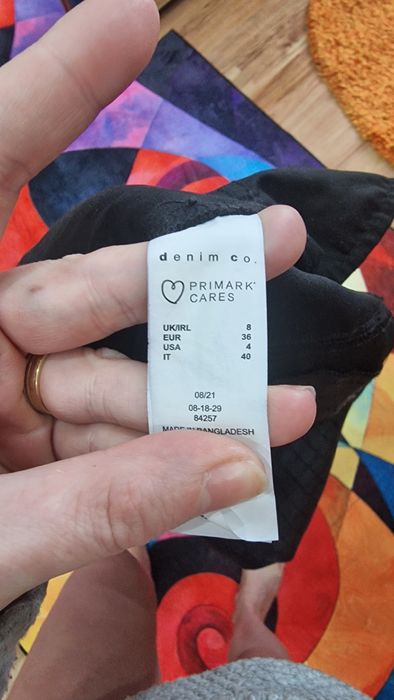 denim co.
PRIMARK®
CARES
UK/IRL 8
EUR 36
USA 4
IT 40
08/21
08-18-29
84257
MADE IN BANGLADESH